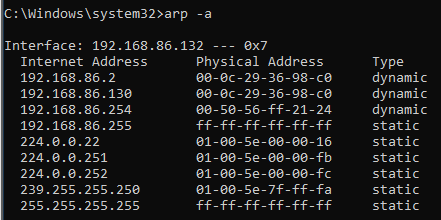 C:\Windows\system32>arp -a
Interface: 192.168.86.132 --- 0x7
Internet Address Physical Address Type
192.168.86.2 00-0c-29-36-98-c0 dynamic
192.168.86.130 00-0c-29-36-98-c0 dynamic
192.168.86.254 00-50-56-ff-21-24 dynamic
192.168.86.255 ff-ff-ff-ff-ff-ff static
224.0.0.22 01-00-5e-00-00-16 static
224.0.0.251 01-00-5e-00-00-fb static
224.0.0.252 01-00-5e-00-00-fc static
239.255.255.250 01-00-5e-7f-ff-fa static
255.255.255.255 ff-ff-ff-ff-ff-ff static